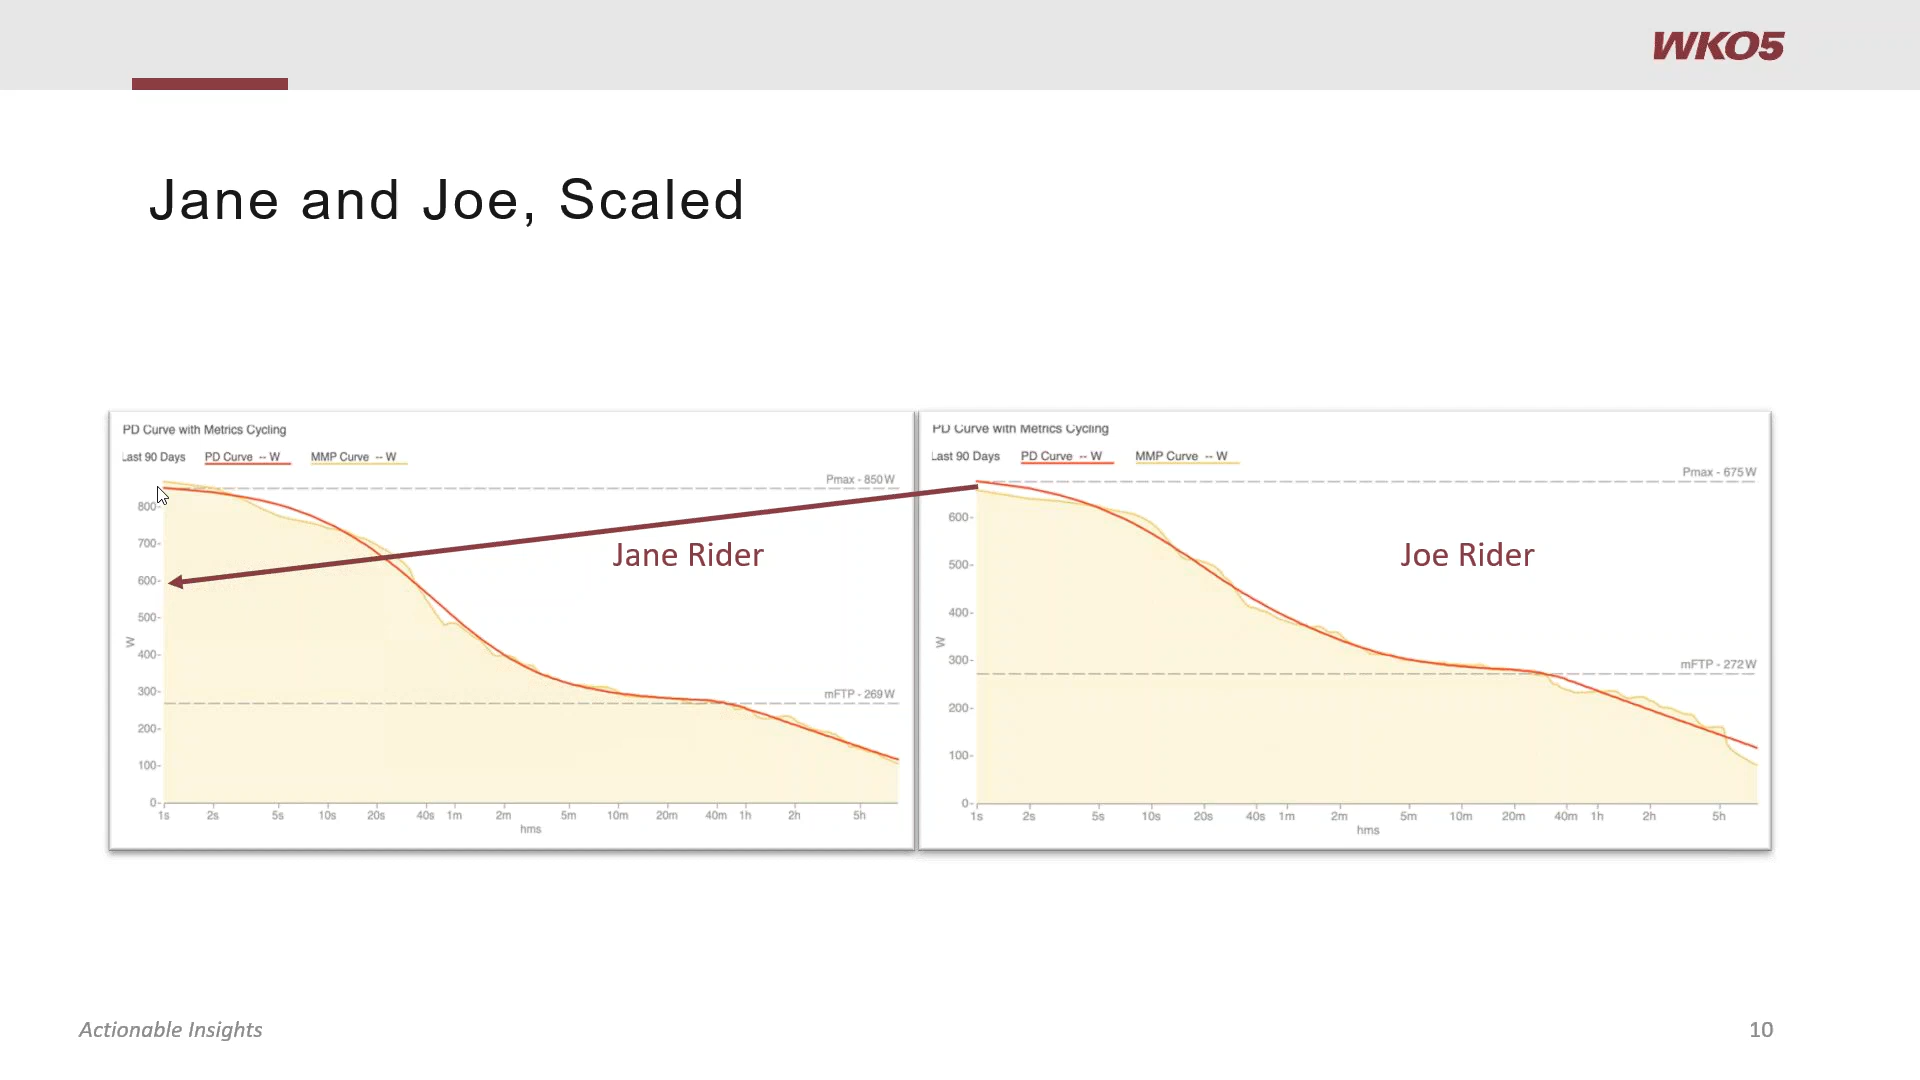 WKO5
Jane and Joe, Scaled
PD Curve with Metrics Cycling
Last 90 Days PD Curve -- W MMP Curve -- W
Pmax - 850 W
800
700
600
500
400
300
200
100
0
W
mFTP - 269 W
Jane Rider
1s 2s 5s 10s 20s 40s 1m 2m 5m 10m 20m 40m 1h 2h 5h
hms
PD Curve with Metrics Cycling
Last 90 Days PD Curve -- W MMP Curve -- W
Pmax - 675 W
600
500
400
300
200
100
0
W
mFTP - 272 W
Joe Rider
1s 2s 5s 10s 20s 40s 1m 2m 5m 10m 20m 40m 1h 2h 5h
hms
Actionable Insights
10